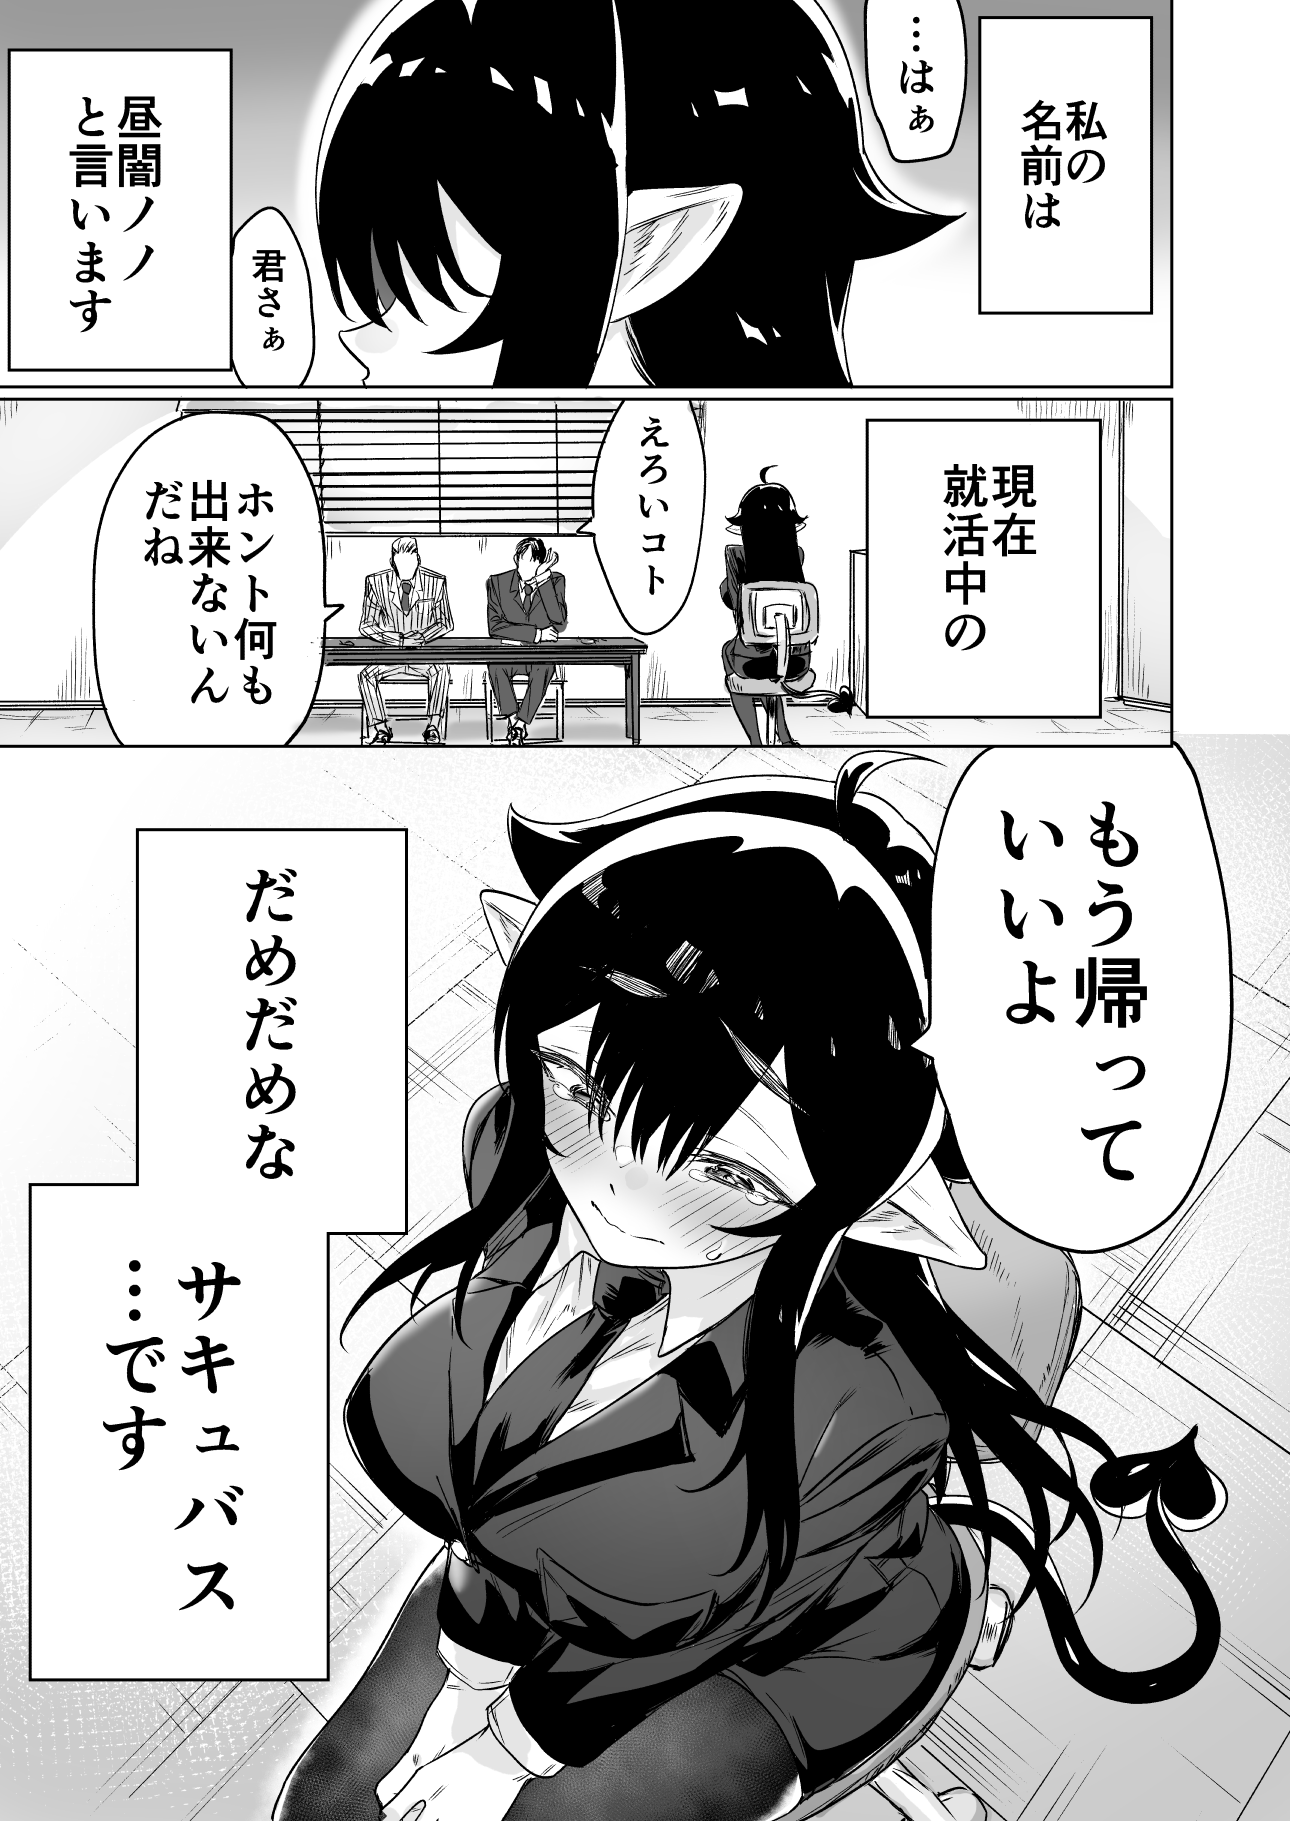 私の
名前は
…はぁ
君さぁ
昼闇ノノ
と言います
現在
就活中の
えろいコト
ホント何も
出来ないん
だね
もう帰って
いいよ
だめだめな
サキュバス
…です